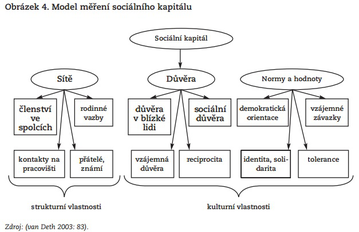 Obrázek 4. Model měření sociálního kapitálu
Sociální kapitál
Sítě
Důvěra
Normy a hodnoty
členství
ve
spolcích
rodinné
vazby
důvěra
v blízké
lidi
sociální
důvěra
demokratická
orientace
vzájemné
závazky
kontakty na
pracovišti
přátelé,
známí
vzájemná
důvěra
reciprocita
identita, soli-
darita
tolerance
strukturní vlastnosti
kulturní vlastnosti
Zdroj: (van Deth 2003: 83).